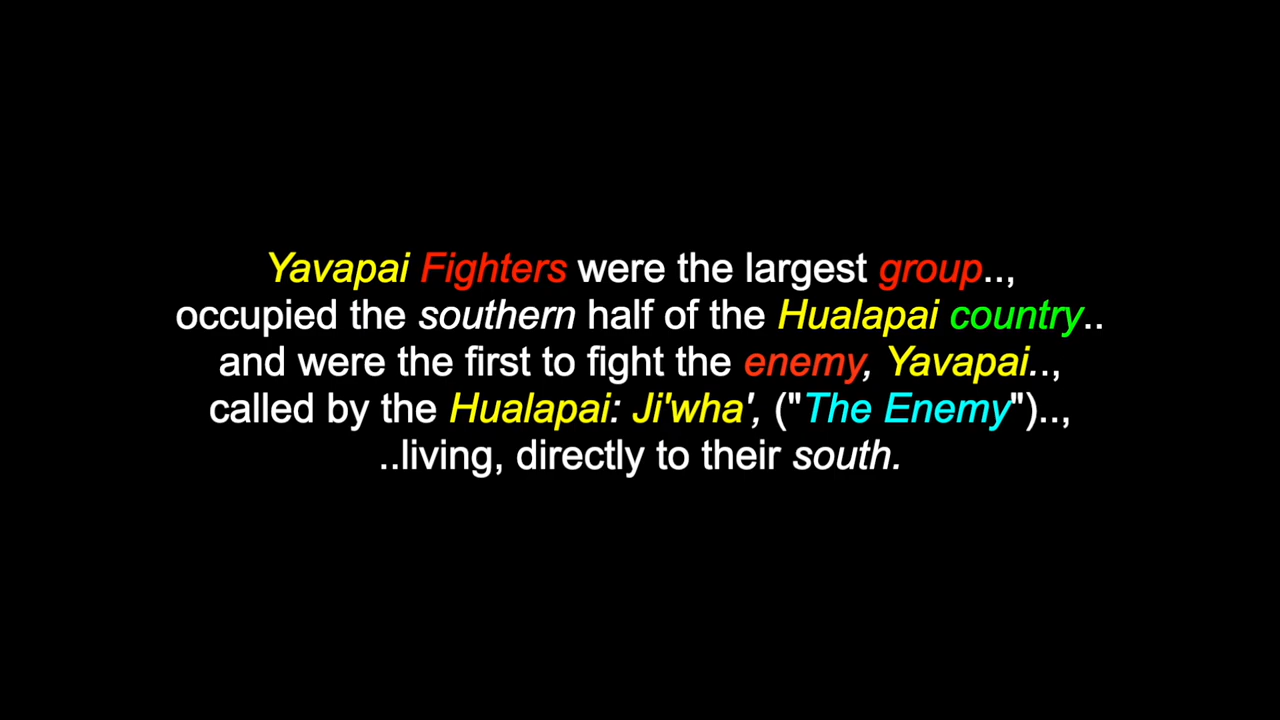 Yavapai Fighters were the largest group..,
occupied the southern half of the Hualapai country..
and were the first to fight the enemy, Yavapai..,
called by the Hualapai: Ji'wha', ("The Enemy")..,
..living, directly to their south.